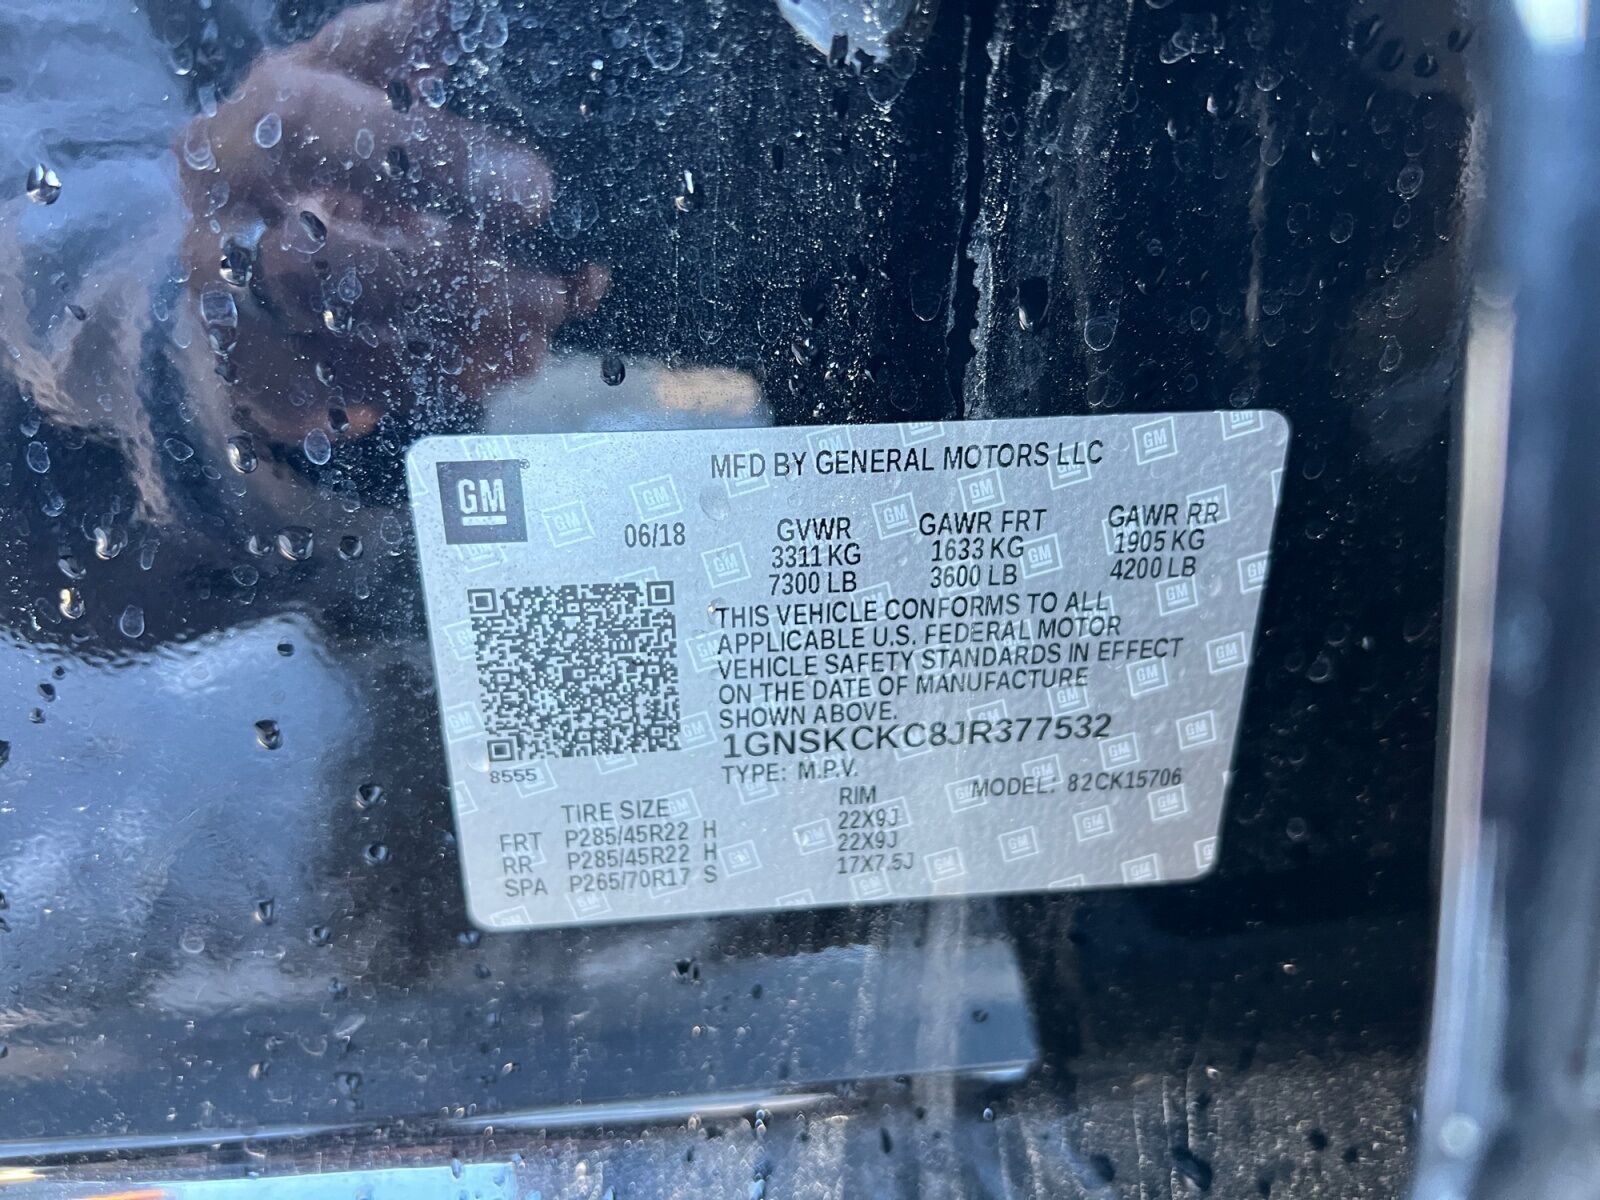 GM
MFD BY GENERAL MOTORS LLC
06/18
GVWR GAWR FRT GAWR RR
3311 KG 1633 KG 1905 KG
7300 LB 3600 LB 4200 LB
THIS VEHICLE CONFORMS TO ALL
APPLICABLE U.S. FEDERAL MOTOR
VEHICLE SAFETY STANDARDS IN EFFECT
ON THE DATE OF MANUFACTURE
SHOWN ABOVE.
1GNSKCKC8JR377532
8555
TYPE: M.P.V. MODEL: 82CK15706
TIRE SIZE RIM
FRT P285/45R22 H 22X9J
RR P285/45R22 H 22X9J
SPA P265/70R17 S 17X7.5J